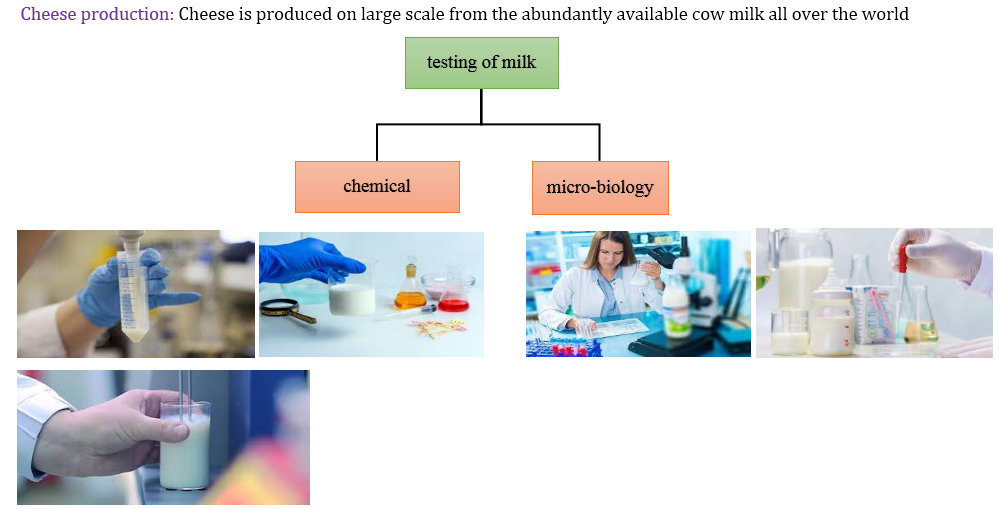 Cheese production: Cheese is produced on large scale from the abundantly available cow milk all over the world
testing of milk
chemical
micro-biology